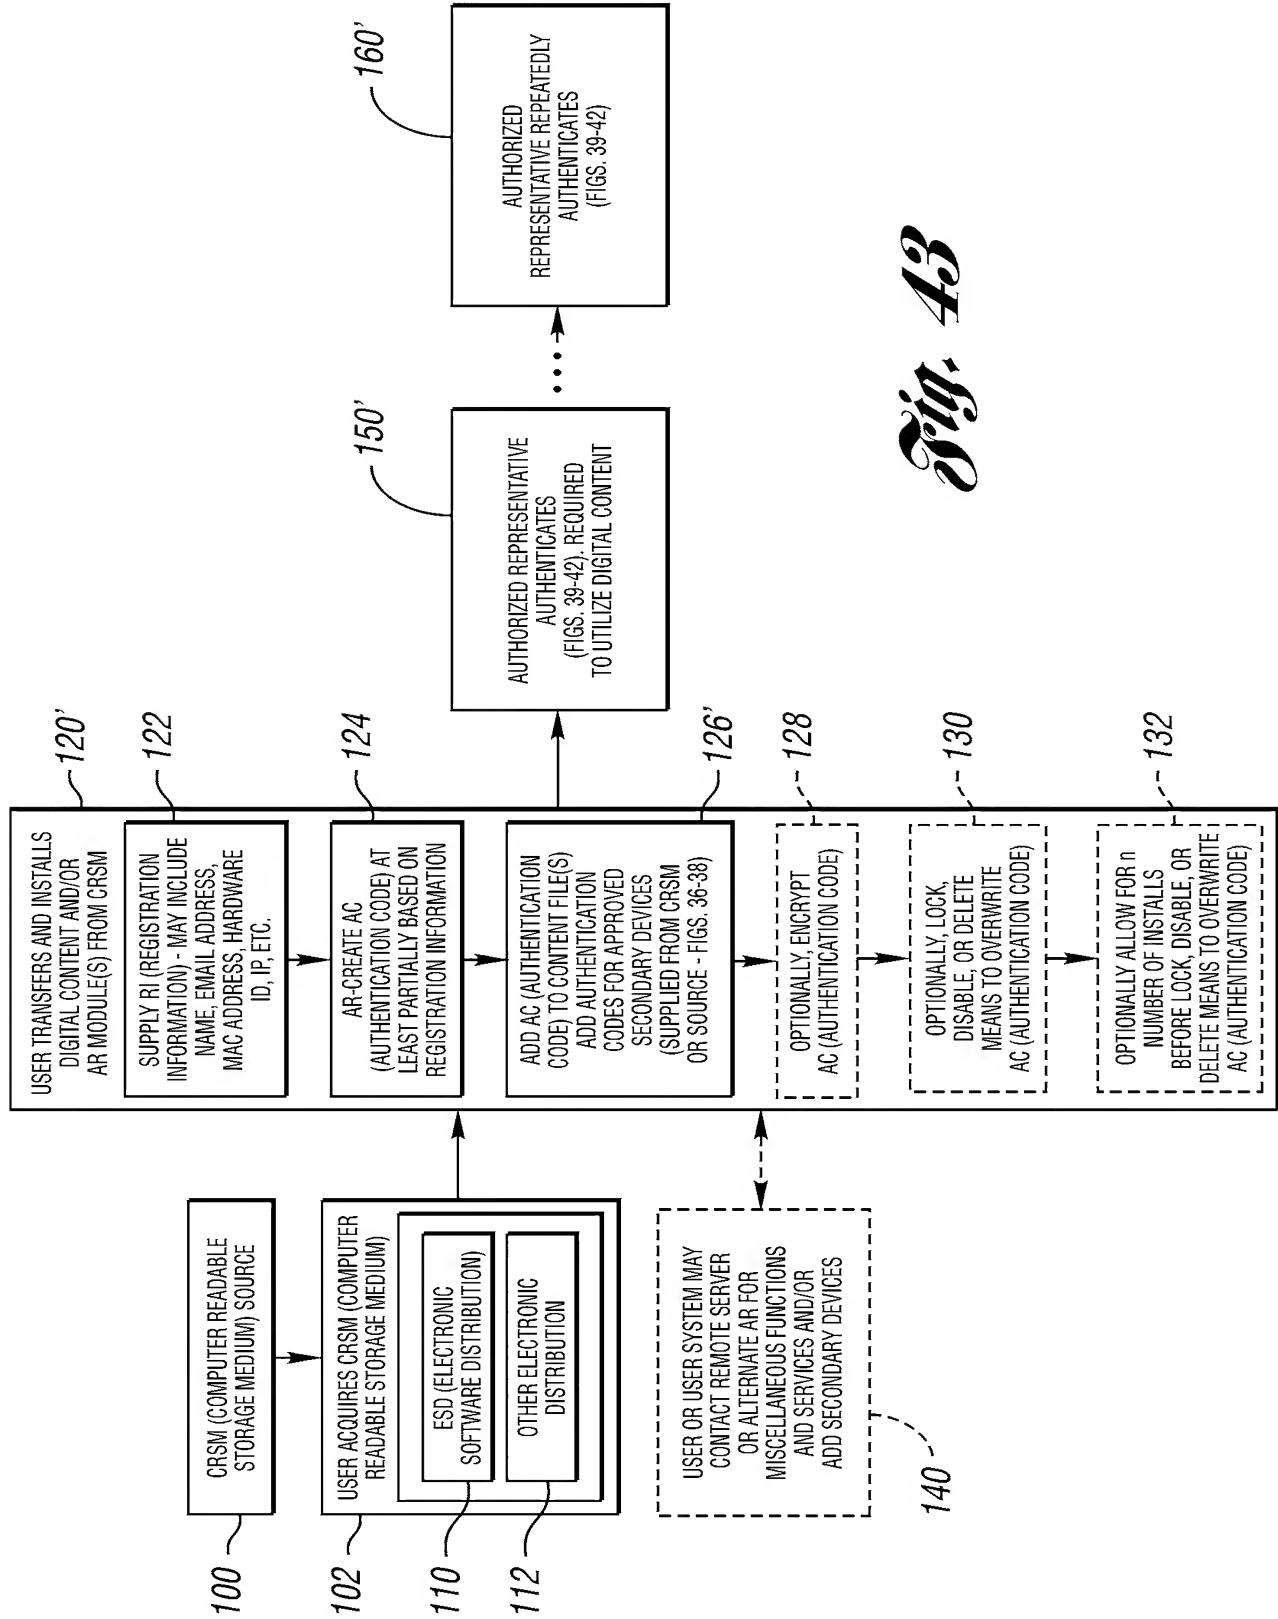 100
CRSM (COMPUTER READABLE
STORAGE MEDIUM) SOURCE
102
USER ACQUIRES CRSM (COMPUTER
READABLE STORAGE MEDIUM)
110
ESD (ELECTRONIC
SOFTWARE DISTRIBUTION)
112
OTHER ELECTRONIC
DISTRIBUTION
USER OR USER SYSTEM MAY
CONTACT REMOTE SERVER
OR ALTERNATE AR FOR
MISCELLANEOUS FUNCTIONS
AND SERVICES AND/OR
ADD SECONDARY DEVICES
140
USER TRANSFERS AND INSTALLS
DIGITAL CONTENT AND/OR
AR MODULE(S) FROM CRSM
120'
SUPPLY RI (REGISTRATION
INFORMATION) - MAY INCLUDE
NAME, EMAIL ADDRESS,
MAC ADDRESS, HARDWARE
ID, IP, ETC.
122
AR-CREATE AC
(AUTHENTICATION CODE) AT
LEAST PARTIALLY BASED ON
REGISTRATION INFORMATION
124
ADD AC (AUTHENTICATION
CODE) TO CONTENT FILE(S)
ADD AUTHENTICATION
CODES FOR APPROVED
SECONDARY DEVICES
(SUPPLIED FROM CRSM
OR SOURCE - FIGS. 36-38)
126'
OPTIONALLY, ENCRYPT
AC (AUTHENTICATION CODE)
128
OPTIONALLY, LOCK,
DISABLE, OR DELETE
MEANS TO OVERWRITE
AC (AUTHENTICATION CODE)
130
OPTIONALLY ALLOW FOR n
NUMBER OF INSTALLS
BEFORE LOCK, DISABLE, OR
DELETE MEANS TO OVERWRITE
AC (AUTHENTICATION CODE)
132
AUTHORIZED REPRESENTATIVE
AUTHENTICATES
(FIGS. 39-42). REQUIRED
TO UTILIZE DIGITAL CONTENT
150'
AUTHORIZED
REPRESENTATIVE REPEATEDLY
AUTHENTICATES
(FIGS. 39-42)
160'
Fig. 43